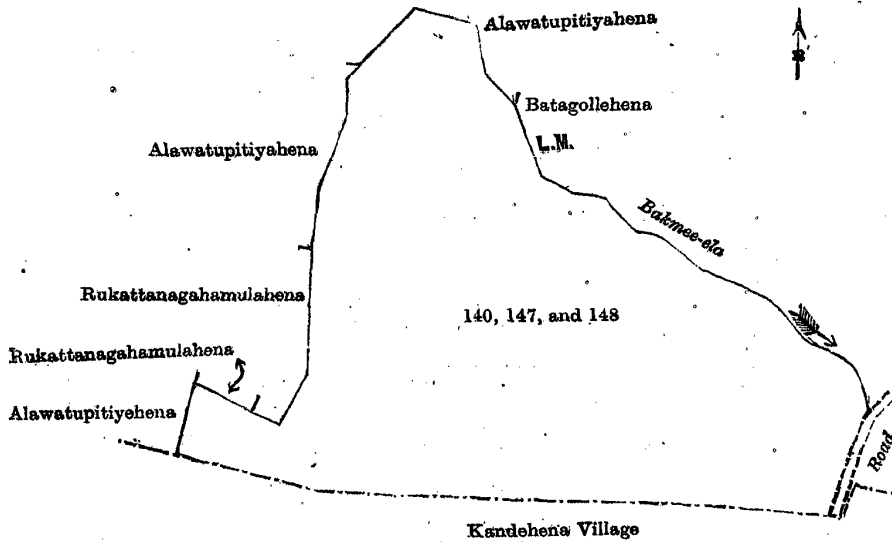 Alawatupitiyahena
N
Batagollehena
L.M.
Alawatupitiyahena
Bakmee-ela
Rukattanagahamulahena
140, 147, and 148
Rukattanagahamulahena
Alawatupitiyehena
Road
Kandehena Village